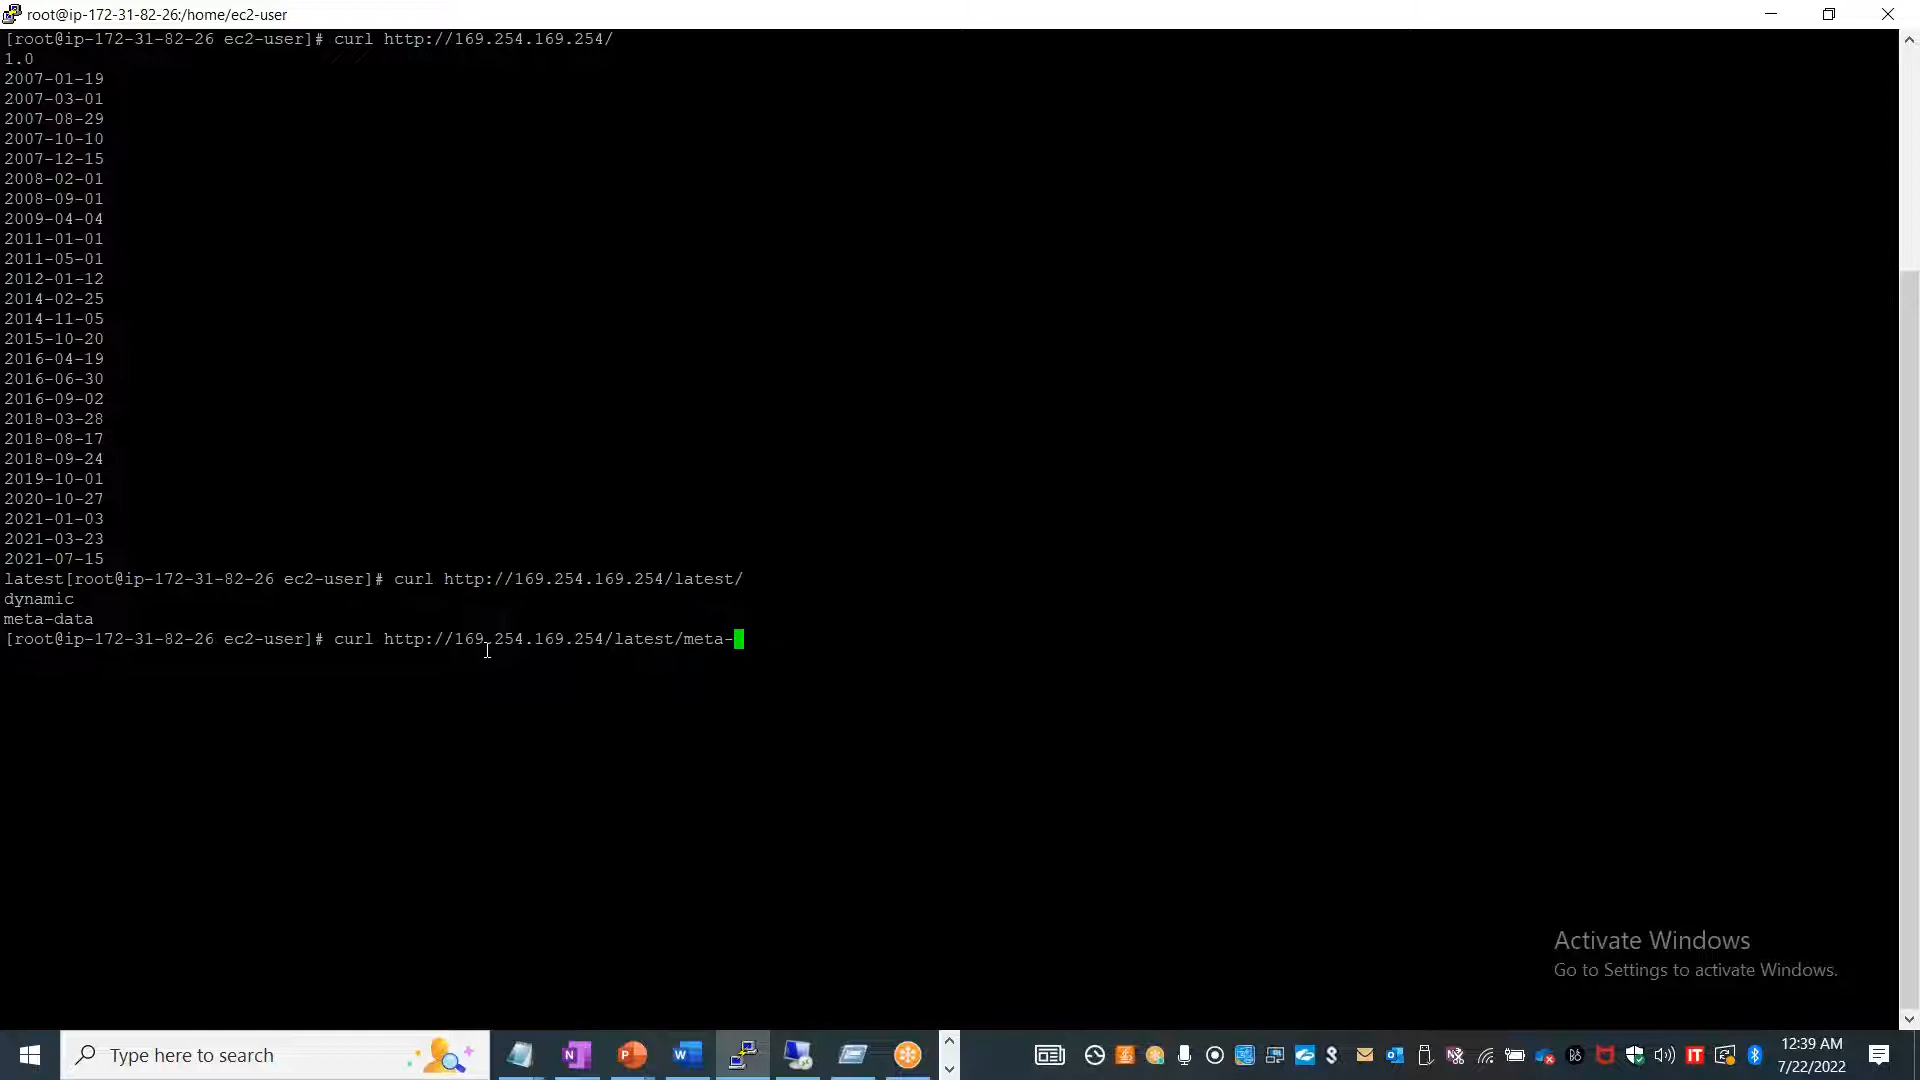 root@ip-172-31-82-26:/home/ec2-user
[root@ip-172-31-82-26 ec2-user]# curl http://169.254.169.254/
1.0
2007-01-19
2007-03-01
2007-08-29
2007-10-10
2007-12-15
2008-02-01
2008-09-01
2009-04-04
2011-01-01
2011-05-01
2012-01-12
2014-02-25
2014-11-05
2015-10-20
2016-04-19
2016-06-30
2016-09-02
2018-03-28
2018-08-17
2018-09-24
2019-10-01
2020-10-27
2021-01-03
2021-03-23
2021-07-15
latest[root@ip-172-31-82-26 ec2-user]# curl http://169.254.169.254/latest/
dynamic
meta-data
[root@ip-172-31-82-26 ec2-user]# curl http://169.254.169.254/latest/meta-
Activate Windows
Go to Settings to activate Windows.
Type here to search
12:39 AM
7/22/2022